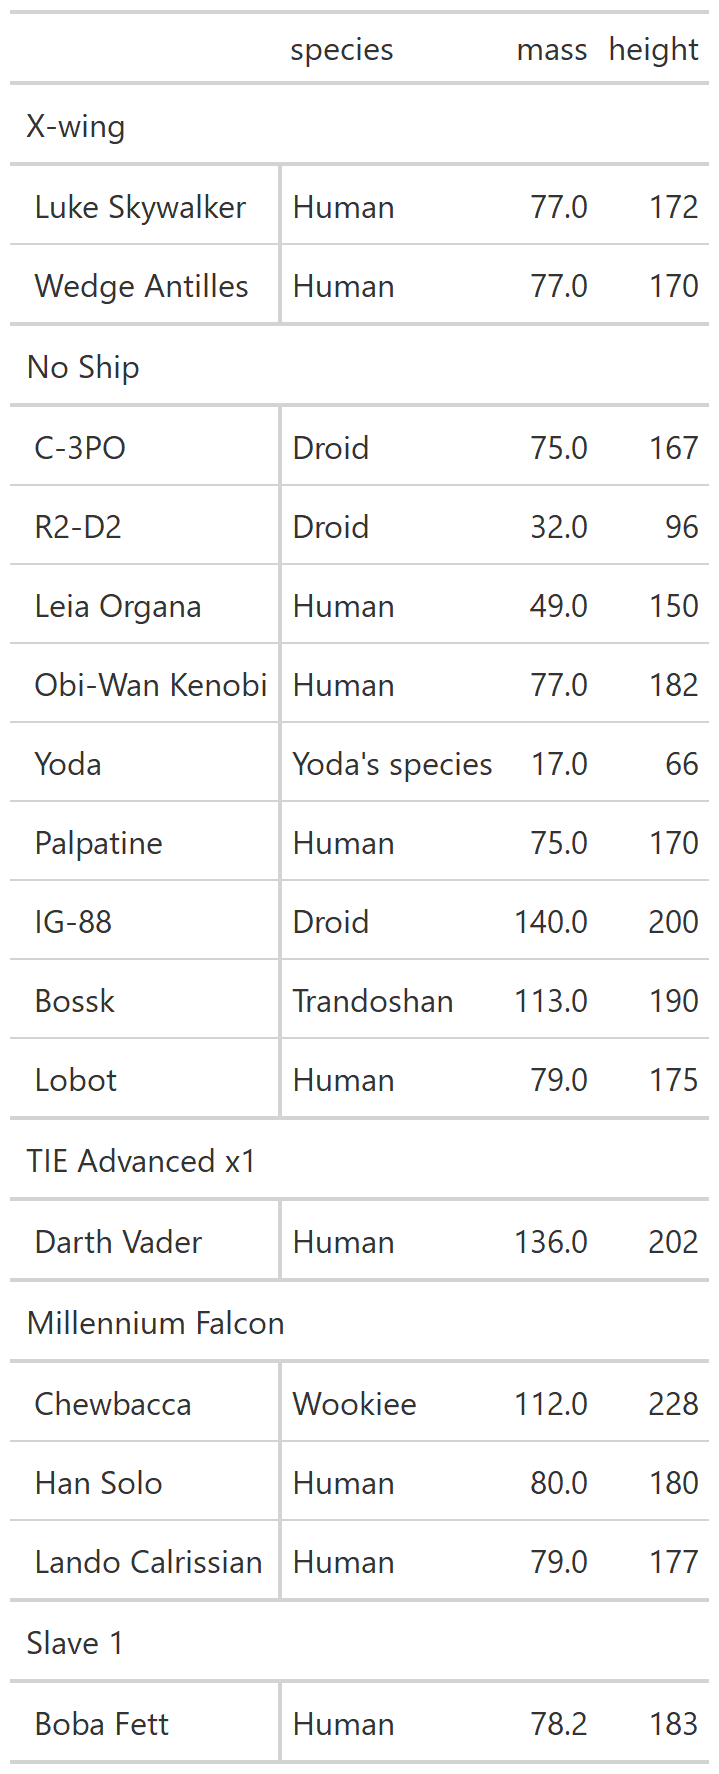 species mass height
X-wing
Luke Skywalker Human 77.0 172
Wedge Antilles Human 77.0 170
No Ship
C-3PO Droid 75.0 167
R2-D2 Droid 32.0 96
Leia Organa Human 49.0 150
Obi-Wan Kenobi Human 77.0 182
Yoda Yoda's species 17.0 66
Palpatine Human 75.0 170
IG-88 Droid 140.0 200
Bossk Trandoshan 113.0 190
Lobot Human 79.0 175
TIE Advanced x1
Darth Vader Human 136.0 202
Millennium Falcon
Chewbacca Wookiee 112.0 228
Han Solo Human 80.0 180
Lando Calrissian Human 79.0 177
Slave 1
Boba Fett Human 78.2 183